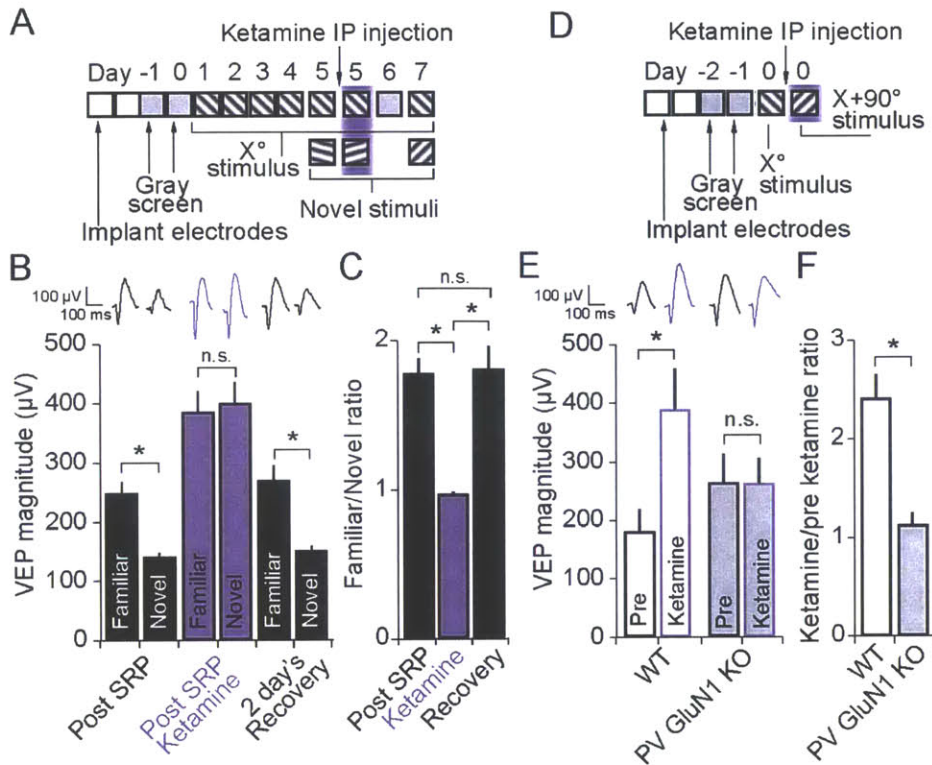 A
Ketamine IP injection
Day -1 0 1 2 3 4 5 5 6 7
X°
stimulus
Gray
screen
Novel stimuli
Implant electrodes
D
Ketamine IP injection
Day -2 -1 0 0
X+90°
stimulus
X°
stimulus
Gray
screen
Implant electrodes
B
100 µV
100 ms
VEP magnitude (µV)
500
400
300
200
100
0
*
n.s.
*
Familiar
Novel
Familiar
Novel
Familiar
Novel
Post SRP
Post SRP
Ketamine
2 day's
Recovery
C
Familiar/Novel ratio
2
1
2
n.s.
*
*
Post SRP
Ketamine
Recovery
E
100 µV
100 ms
VEP magnitude (µV)
500
400
300
200
100
0
*
n.s.
Pre
Ketamine
Pre
Ketamine
WT
PV GluN1 KO
F
Ketamine/pre ketamine ratio
3
2
1
0
*
WT
PV GluN1 KO